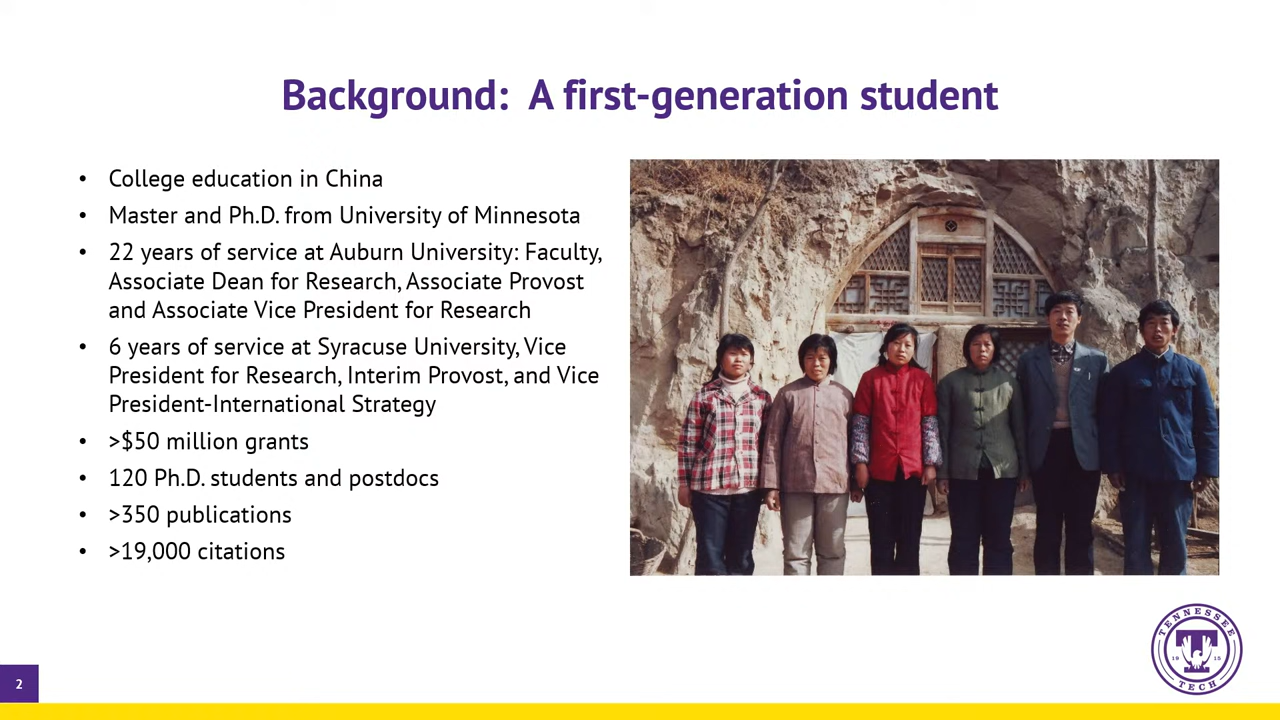 Background:  A first-generation student
• College education in China
• Master and Ph.D. from University of Minnesota
• 22 years of service at Auburn University: Faculty,
Associate Dean for Research, Associate Provost
and Associate Vice President for Research
• 6 years of service at Syracuse University, Vice
President for Research, Interim Provost, and Vice
President-International Strategy
• >$50 million grants
• 120 Ph.D. students and postdocs
• >350 publications
• >19,000 citations
TENNESSEE
19 15
TECH
2